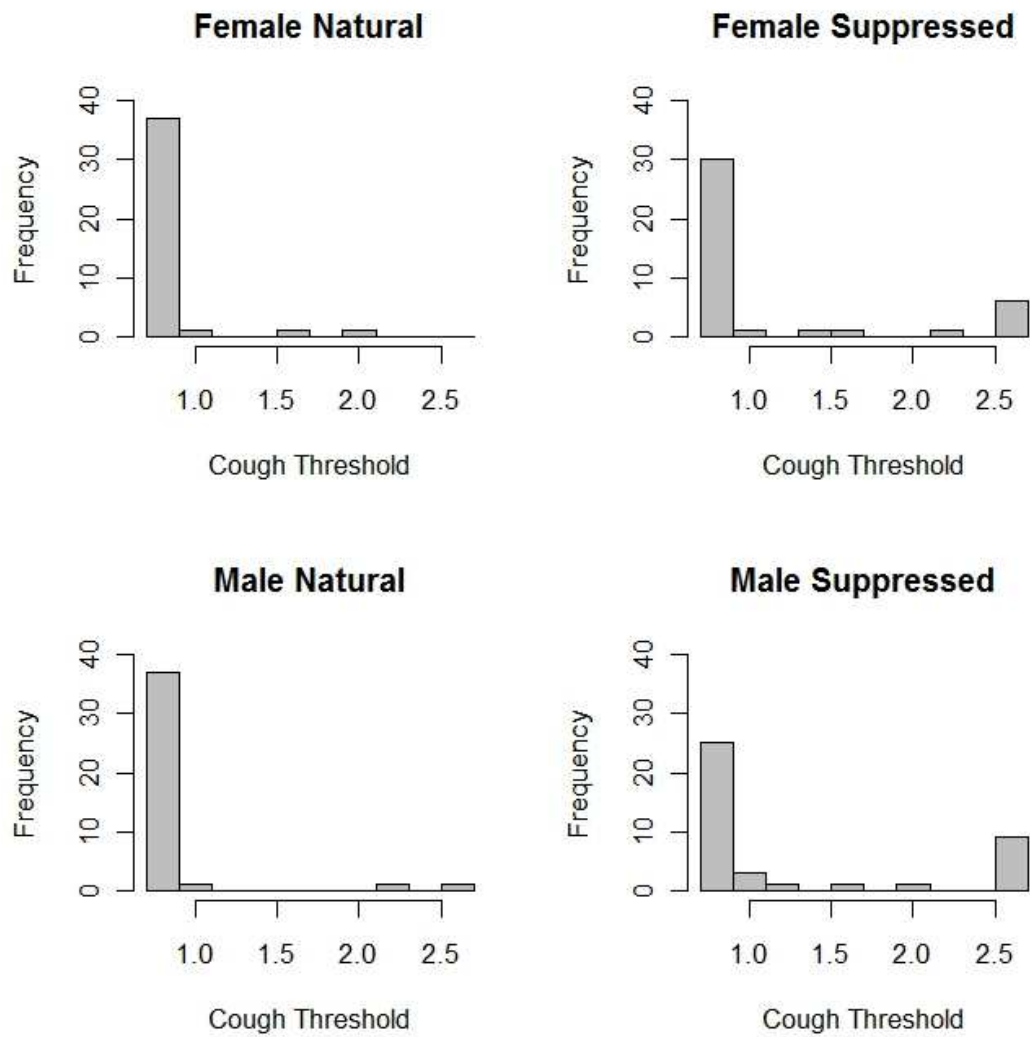 Female Natural
Frequency
0 10 20 30 40
1.0 1.5 2.0 2.5
Cough Threshold
Female Suppressed
Frequency
0 10 20 30 40
1.0 1.5 2.0 2.5
Cough Threshold
Male Natural
Frequency
0 10 20 30 40
1.0 1.5 2.0 2.5
Cough Threshold
Male Suppressed
Frequency
0 10 20 30 40
1.0 1.5 2.0 2.5
Cough Threshold